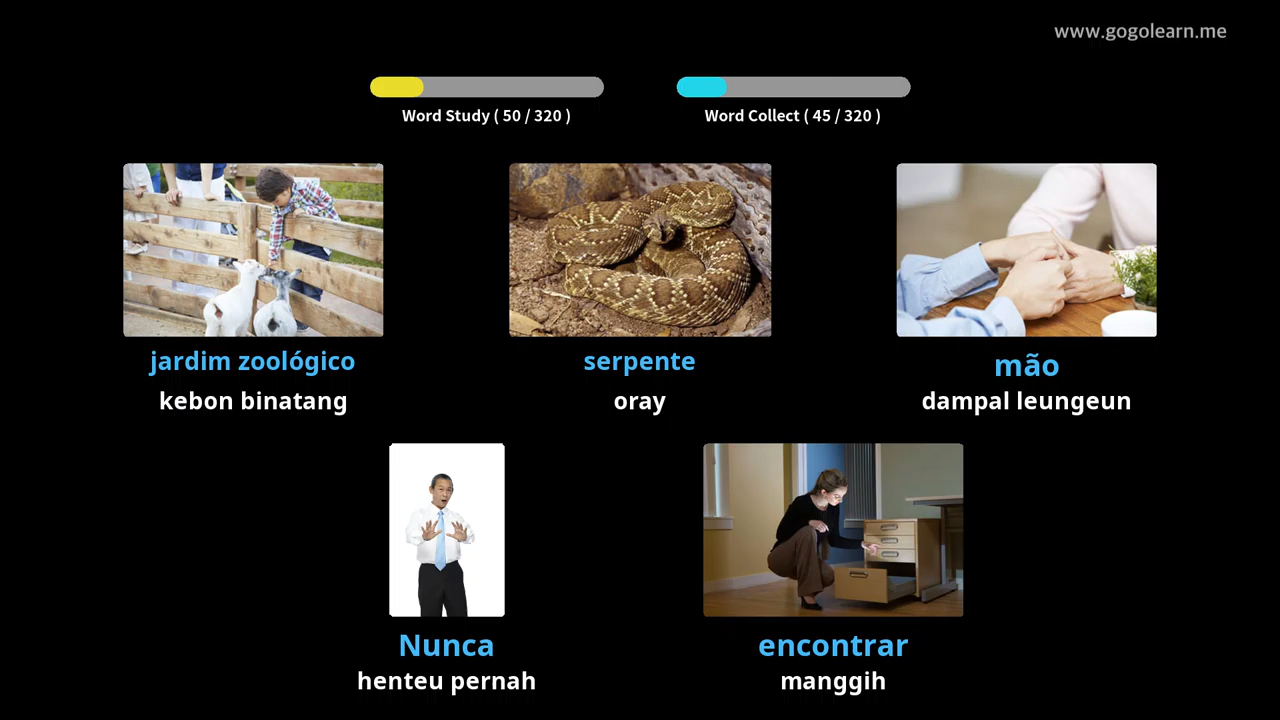 www.gogolearn.me
Word Study ( 50 / 320 )
Word Collect ( 45 / 320 )
jardim zoológico
kebon binatang
serpente
oray
mão
dampal leungeun
Nunca
henteu pernah
encontrar
manggih